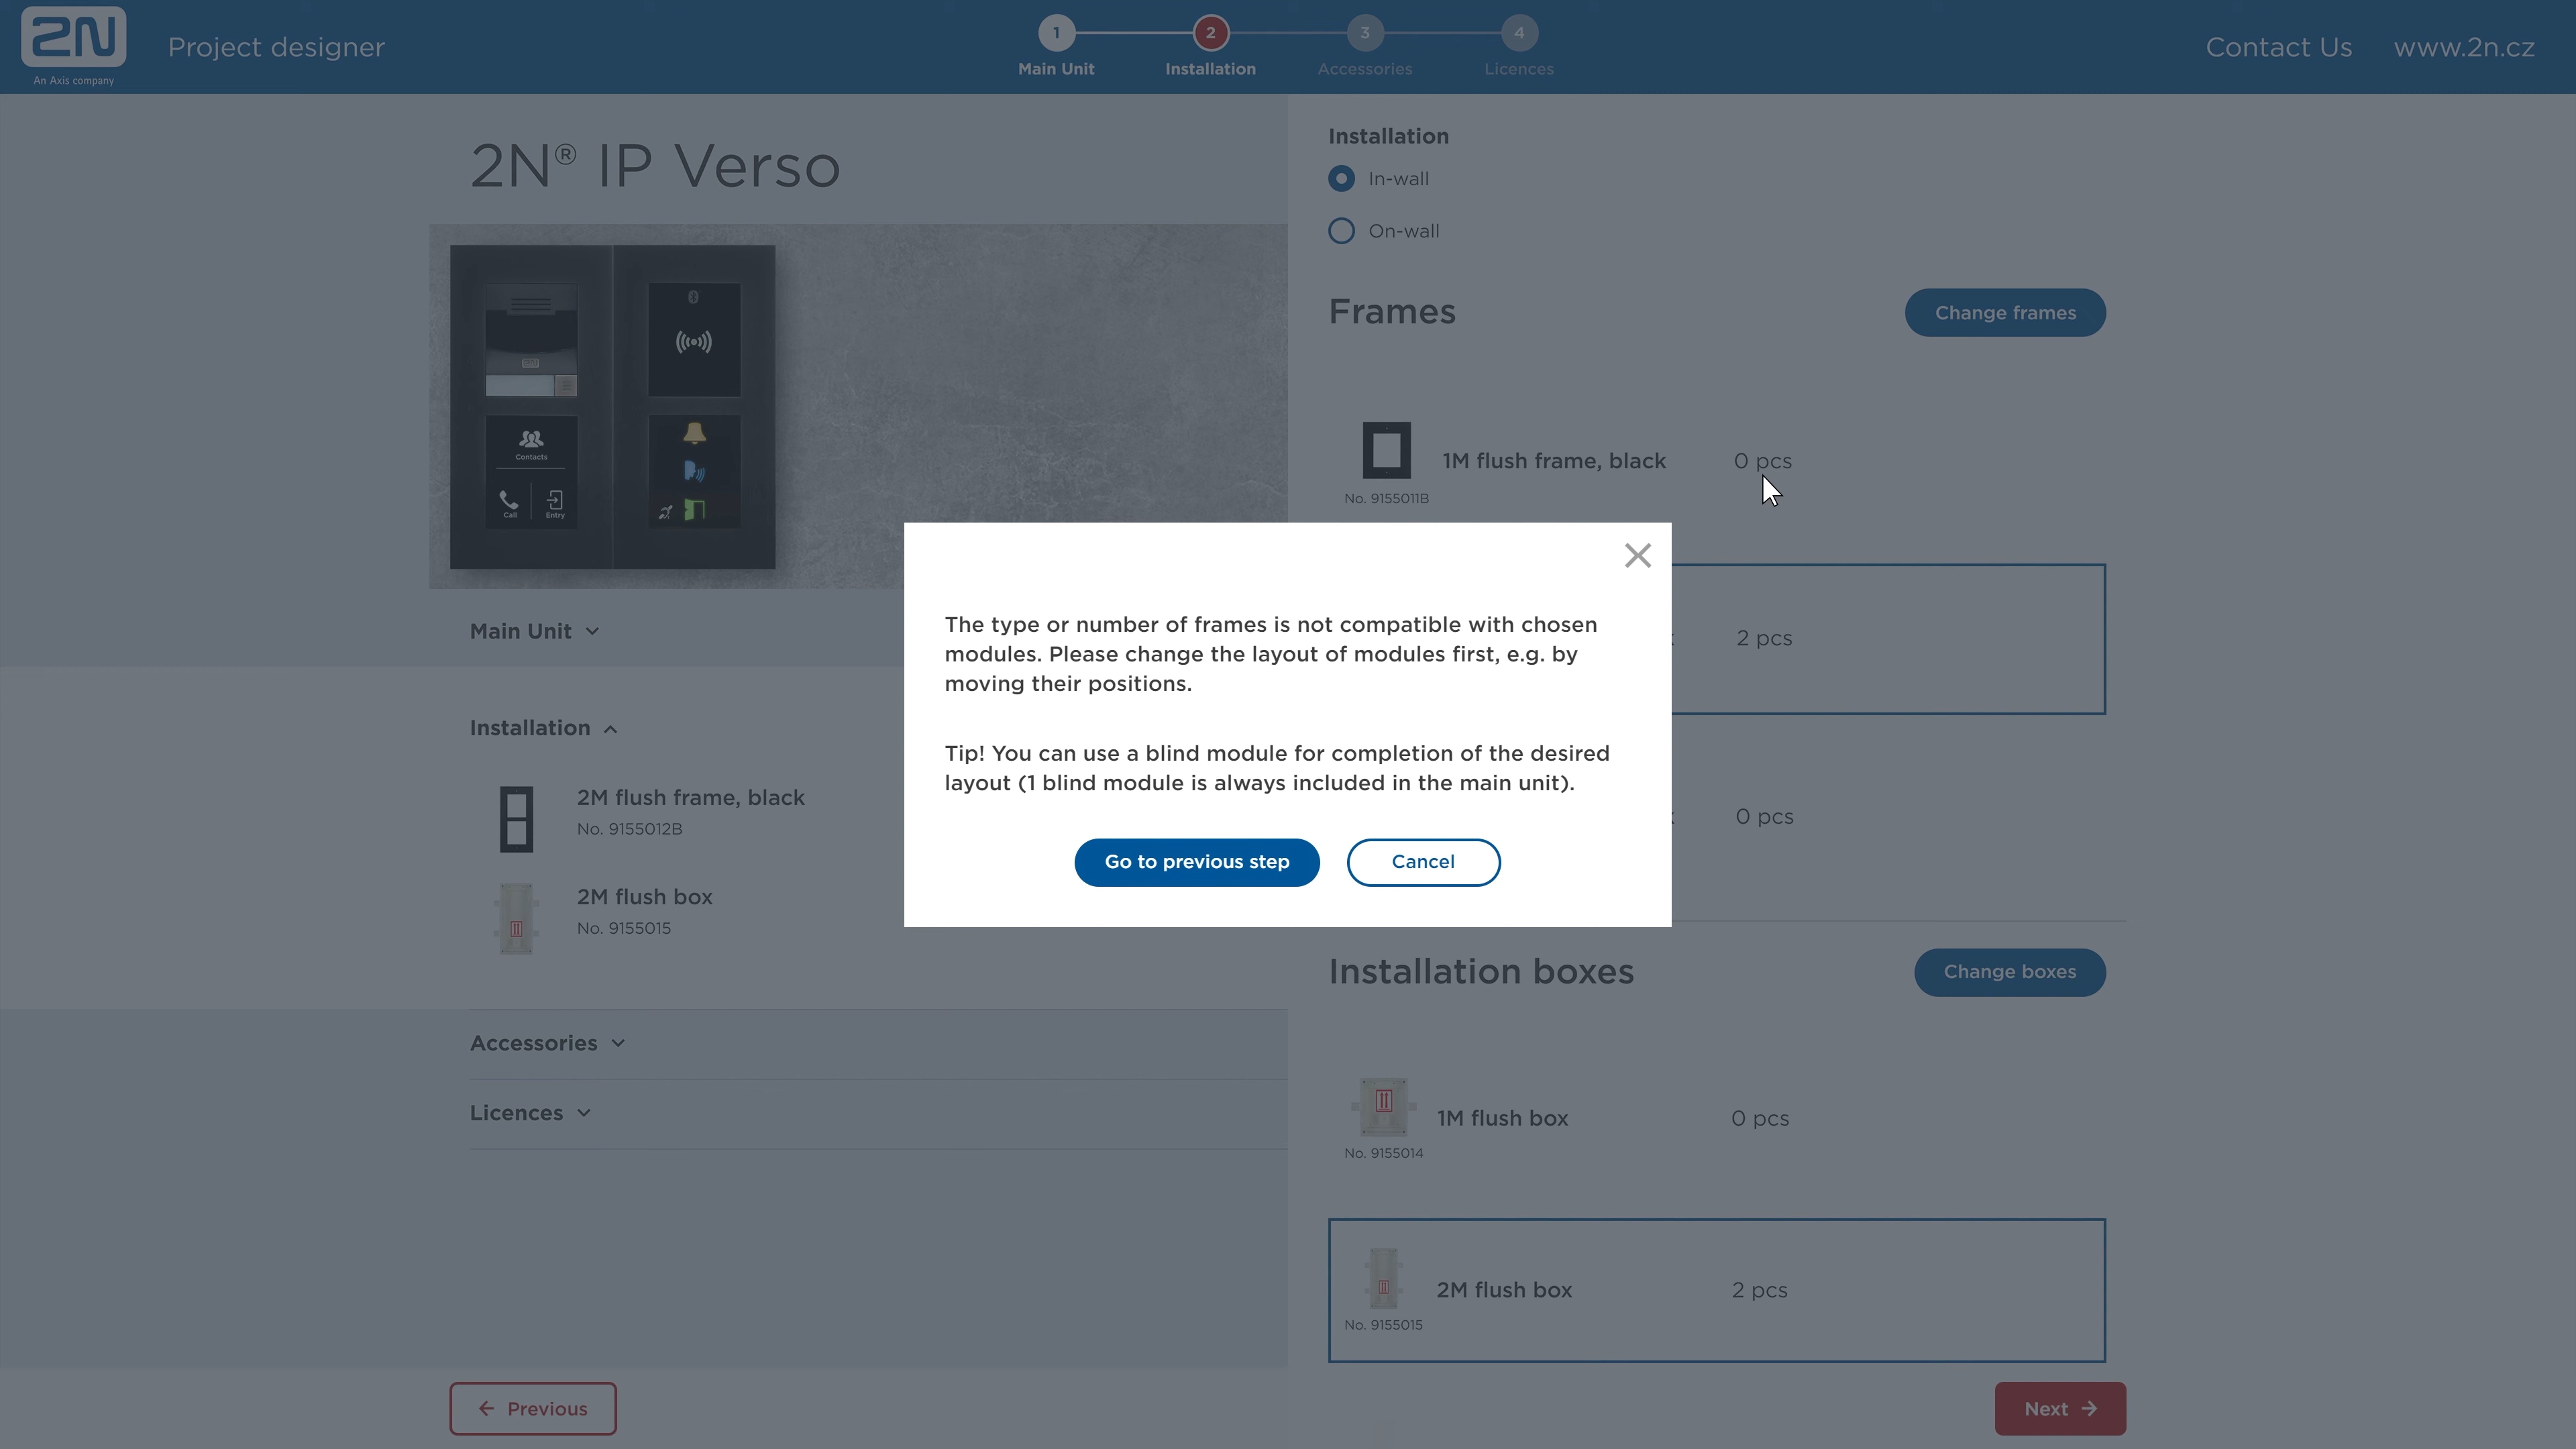 2N
An Axis company
Project designer
1
2
3
4
Main Unit
Installation
Accessories
Licences
Contact Us
www.2n.cz
2N® IP Verso
Contacts
Call
Entry
Main Unit
Installation
2M flush frame, black
No. 9155012B
2M flush box
No. 9155015
Accessories
Licences
Installation
In-wall
On-wall
Frames
Change frames
1M flush frame, black
0 pcs
No. 9155011B
2 pcs
0 pcs
The type or number of frames is not compatible with chosen
modules. Please change the layout of modules first, e.g. by
moving their positions.
Tip! You can use a blind module for completion of the desired
layout (1 blind module is always included in the main unit).
Go to previous step
Cancel
Installation boxes
Change boxes
1M flush box
0 pcs
No. 9155014
2M flush box
2 pcs
No. 9155015
Previous
Next